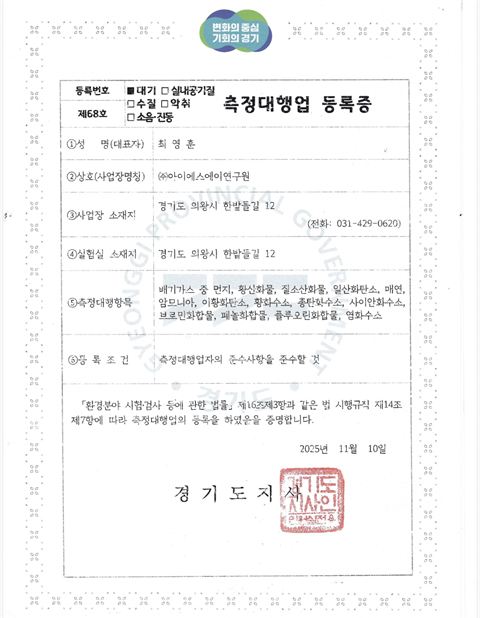 변화의 중심
기회의 경기
등록번호
제68호
■ 대기 □ 실내공기질
□ 수질 □ 악취
□ 소음·진동
측정대행업 등록증
①성 명(대표자) 최영훈
②상호(사업장명칭) ㈜아이에스에이연구원
③사업장 소재지 경기도 의왕시 한밭들길 12
(전화: 031-429-0620)
④실험실 소재지 경기도 의왕시 한밭들길 12
⑤측정대행항목
배기가스 중 먼지, 황산화물, 질소산화물, 일산화탄소, 매연,
암모니아, 이황화탄소, 황화수소, 총탄화수소, 사이안화수소,
브로민화합물, 페놀화합물, 플루오린화합물, 염화수소
⑥등 록 조 건 측정대행업자의 준수사항을 준수할 것
「환경분야 시험검사 등에 관한 법률」 제16조제3항과 같은 법 시행규칙 제14조
제7항에 따라 측정대행업의 등록을 하였음을 증명합니다.
2025년 11월 10일
경기도지사
경기도
지사인
GYEONGGI PROVINCIAL GOVERNMENT
경기도